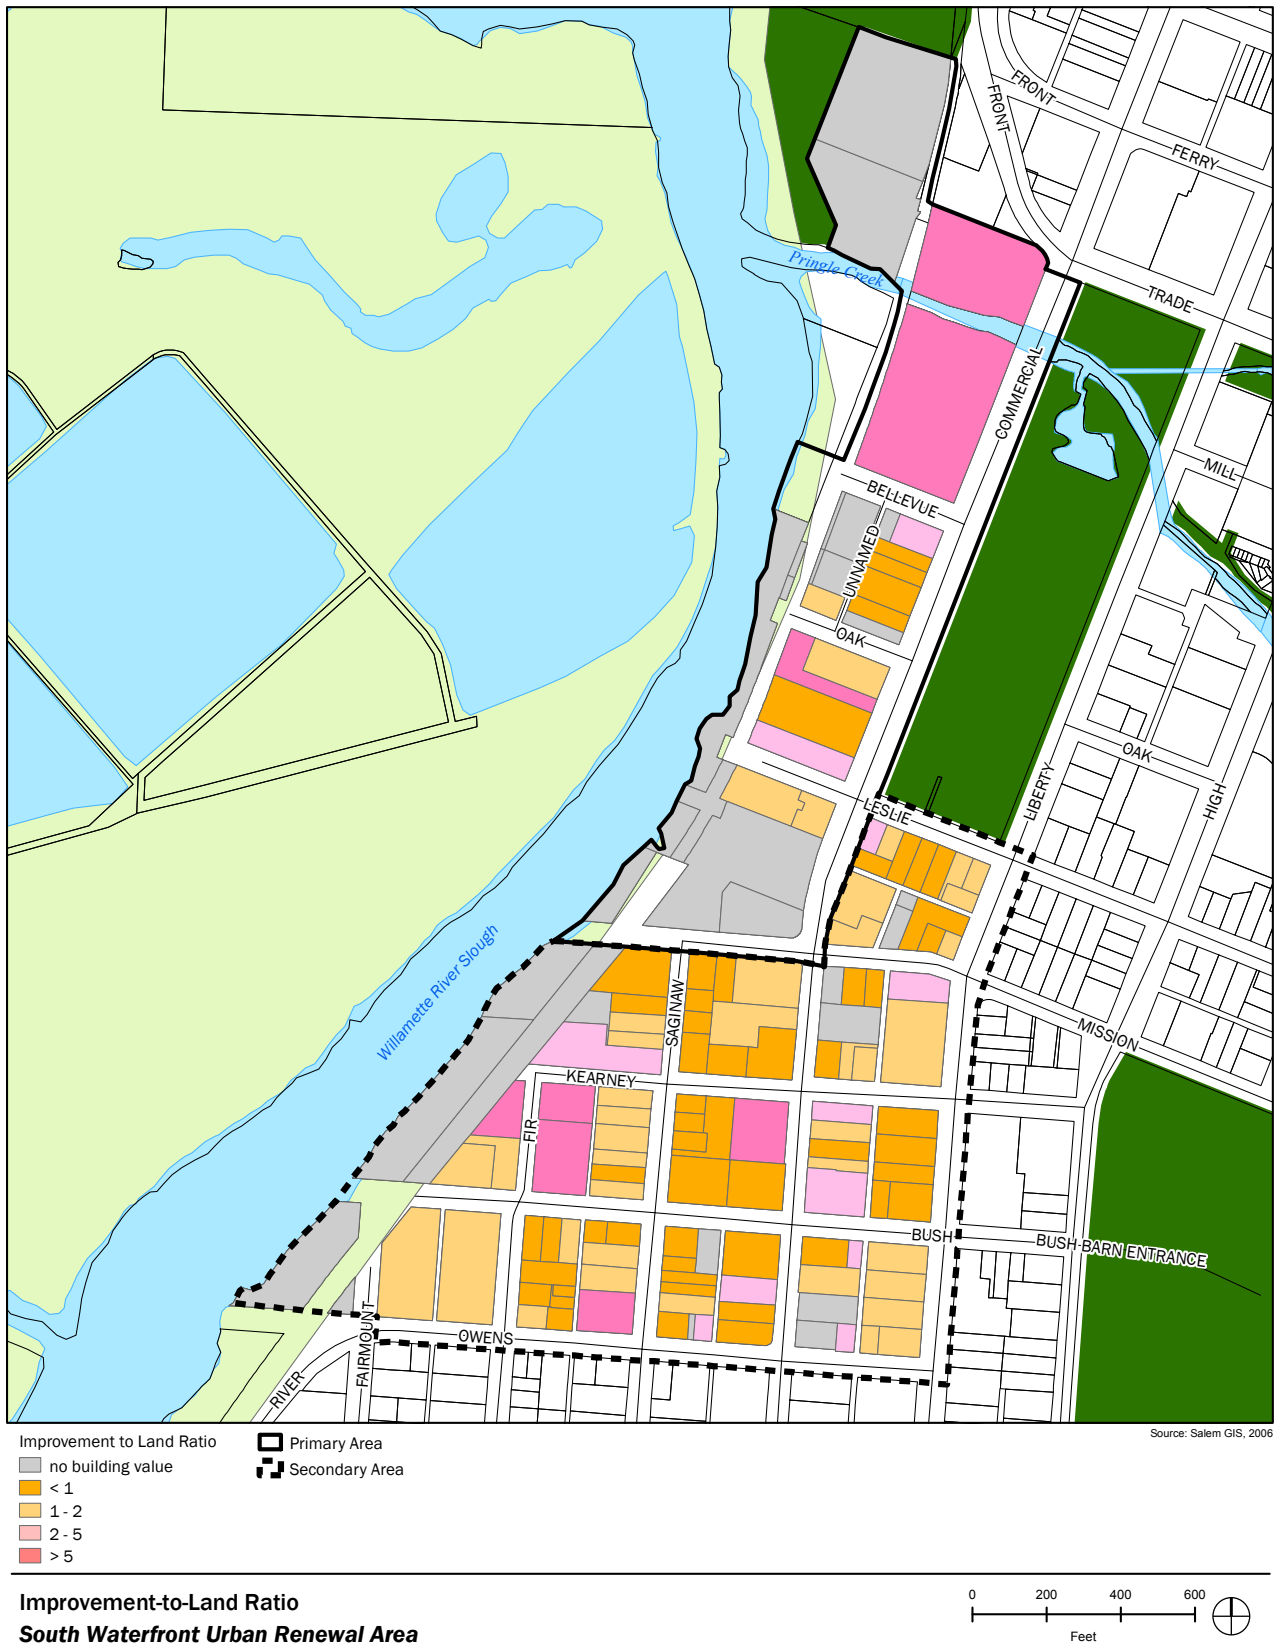 FRONT
FRONT
FERRY
Pringle Creek
TRADE
COMMERCIAL
MILL
BELLEVUE
UNNAMED
OAK
OAK
LIBERTY
HIGH
LESLIE
Willamette River Slough
SAGINAW
MISSION
KEARNEY
FIR
BUSH
BUSH BARN ENTRANCE
FAIRMOUNT
OWENS
RIVER
Source: Salem GIS, 2006
Improvement to Land Ratio
no building value
< 1
1 - 2
2 - 5
> 5
Primary Area
Secondary Area
Improvement-to-Land Ratio
South Waterfront Urban Renewal Area
0 200 400 600
Feet